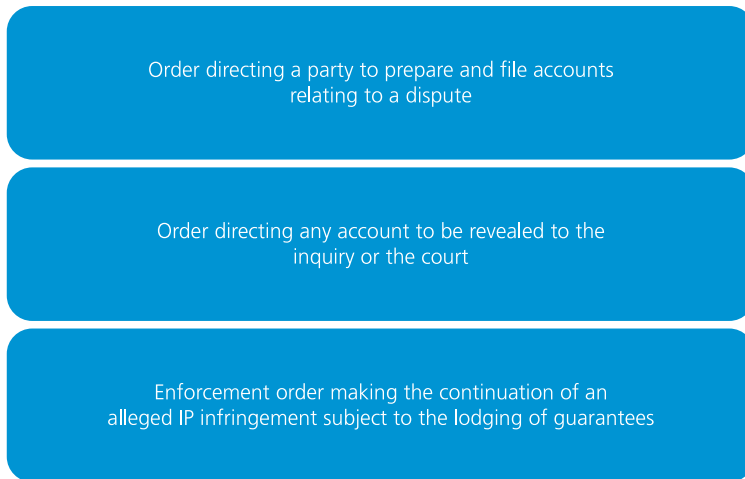 Order directing a party to prepare and file accounts
relating to a dispute
Order directing any account to be revealed to the
inquiry or the court
Enforcement order making the continuation of an
alleged IP infringement subject to the lodging of guarantees